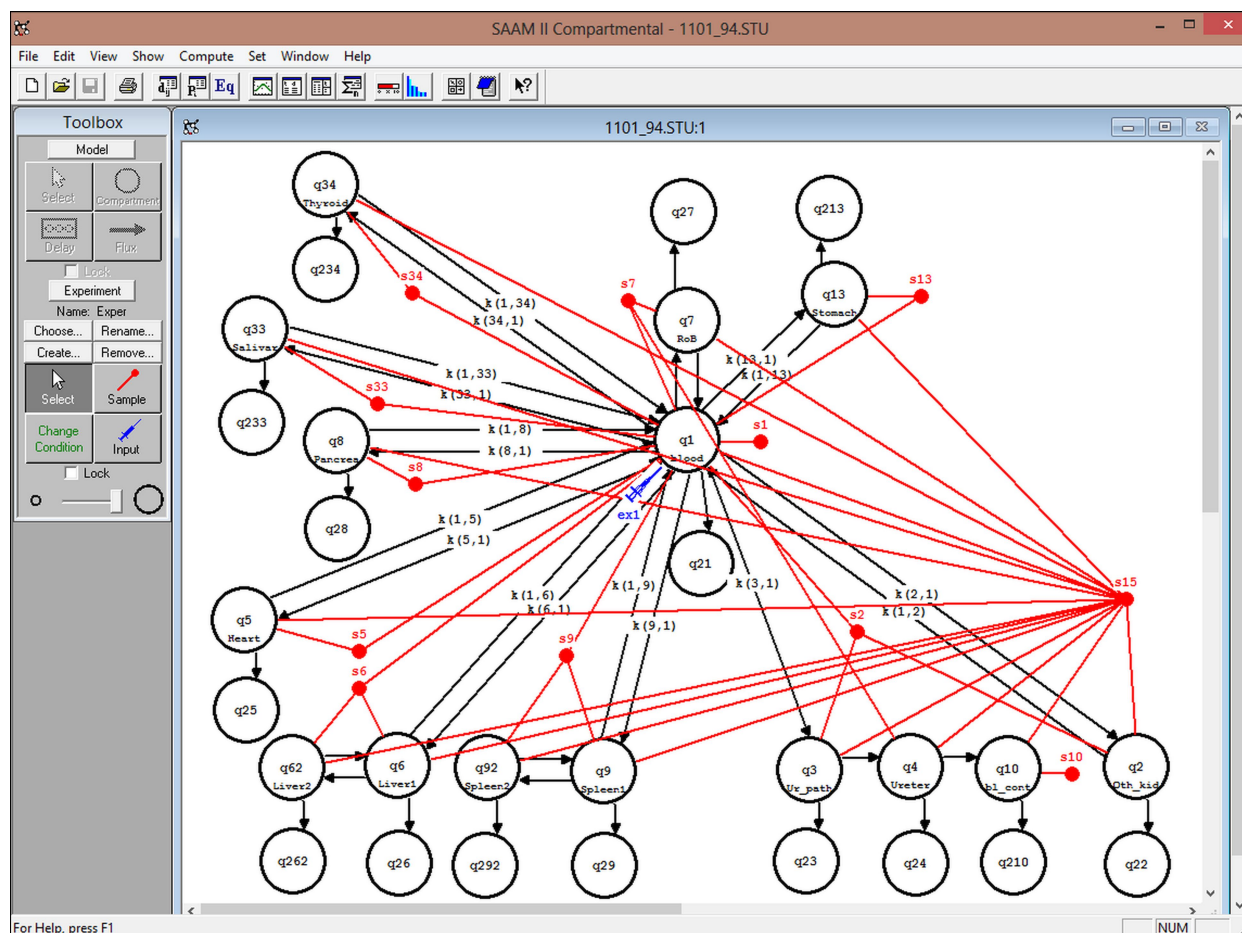 SAAM II Compartmental - 1101_94.STU
File Edit View Show Compute Set Window Help
Eq
Toolbox
Model
Select
Compartment
Delay
Flux
Lock
Experiment
Name: Exper
Choose... Rename...
Create... Remove...
Select
Sample
Change
Condition
Input
Lock
1101_94.STU:1
q34
Thyroid
q234
s34
k(1,34)
k(34,1)
q27
q213
s7
q13
Stomach
s13
q7
RoB
k(13,1)
k(1,13)
q33
Salivar
q233
k(1,33)
k(33,1)
s33
q8
Pancrea
k(1,8)
k(8,1)
s8
q28
q1
blood
s1
ex1
q21
k(1,5)
k(5,1)
q5
Heart
s5
q25
k(1,6)
k(6,1)
s6
k(1,9)
k(9,1)
s9
k(3,1)
s2
k(2,1)
k(1,2)
s15
q62
Liver2
q6
Liver1
q92
Spleen2
q9
Spleen1
q3
Ur_path
q4
Ureter
q10
bl_cont
s10
q2
Oth_kid
q262
q26
q292
q29
q23
q24
q210
q22
For Help, press F1
NUM